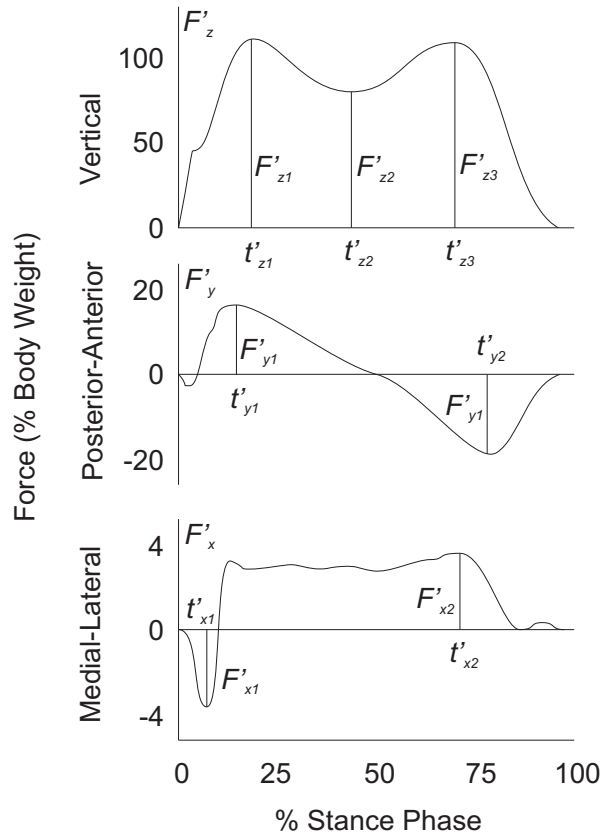 F'z
100
50
0
Vertical
F'z1
F'z2
F'z3
t'z1
t'z2
t'z3
Force (% Body Weight)
F'y
20
0
-20
Posterior-Anterior
F'y1
t'y1
t'y2
F'y1
F'x
4
0
-4
Medial-Lateral
t'x1
F'x1
F'x2
t'x2
0 25 50 75 100
% Stance Phase